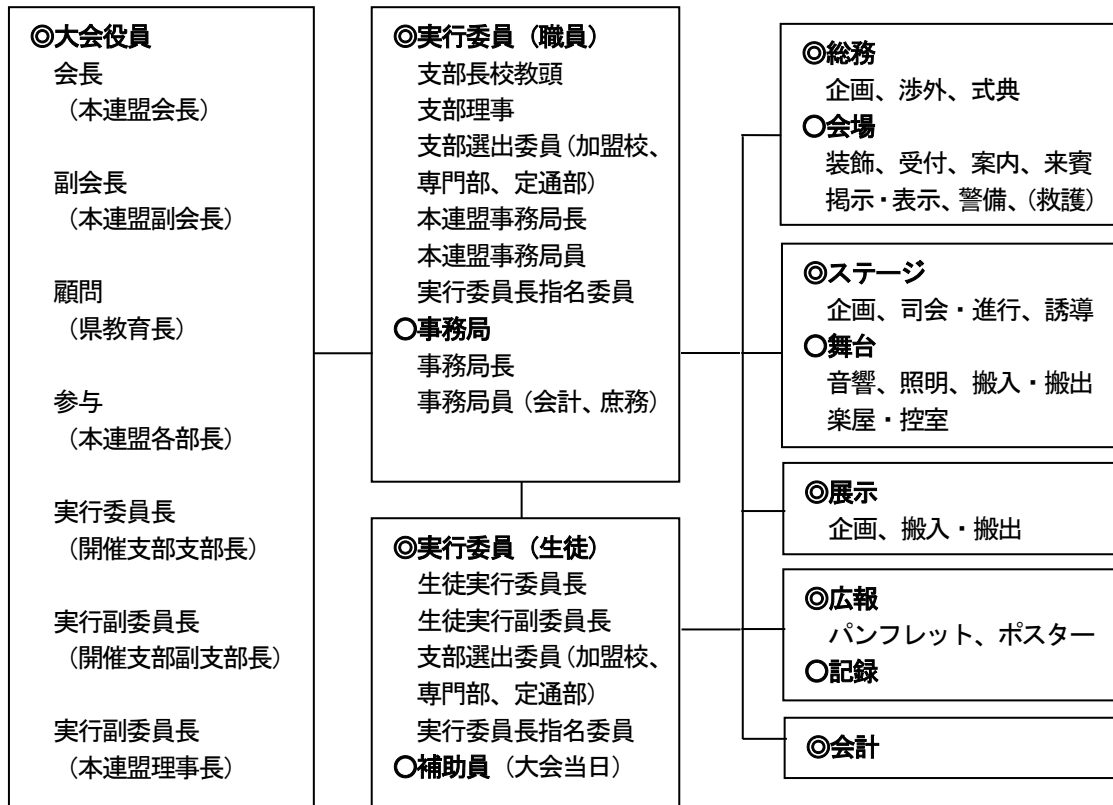 ◎大会役員
会長
(本連盟会長)
副会長
(本連盟副会長)
顧問
(県教育長)
参与
(本連盟各部長)
実行委員長
(開催支部支部長)
実行副委員長
(開催支部副支部長)
実行副委員長
(本連盟理事長)
◎実行委員(職員)
支部長校教頭
支部理事
支部選出委員(加盟校、
専門部、定通部)
本連盟事務局長
本連盟事務局員
実行委員長指名委員
○事務局
事務局長
事務局員(会計、庶務)
◎実行委員(生徒)
生徒実行委員長
生徒実行副委員長
支部選出委員(加盟校、
専門部、定通部)
実行委員長指名委員
○補助員(大会当日)
◎総務
企画、渉外、式典
○会場
装飾、受付、案内、来賓
掲示・表示、警備、(救護)
◎ステージ
企画、司会・進行、誘導
○舞台
音響、照明、搬入・搬出
楽屋・控室
◎展示
企画、搬入・搬出
◎広報
パンフレット、ポスター
○記録
◎会計